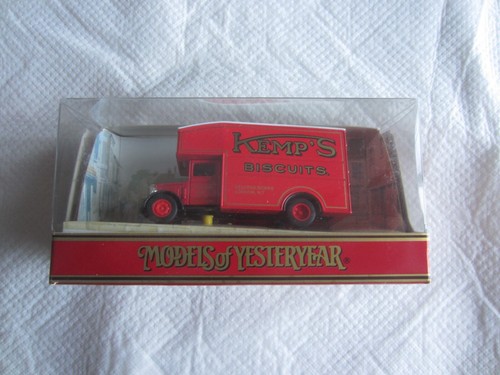 KEMP'S
BISCUITS.
MODELS of YESTERYEAR®